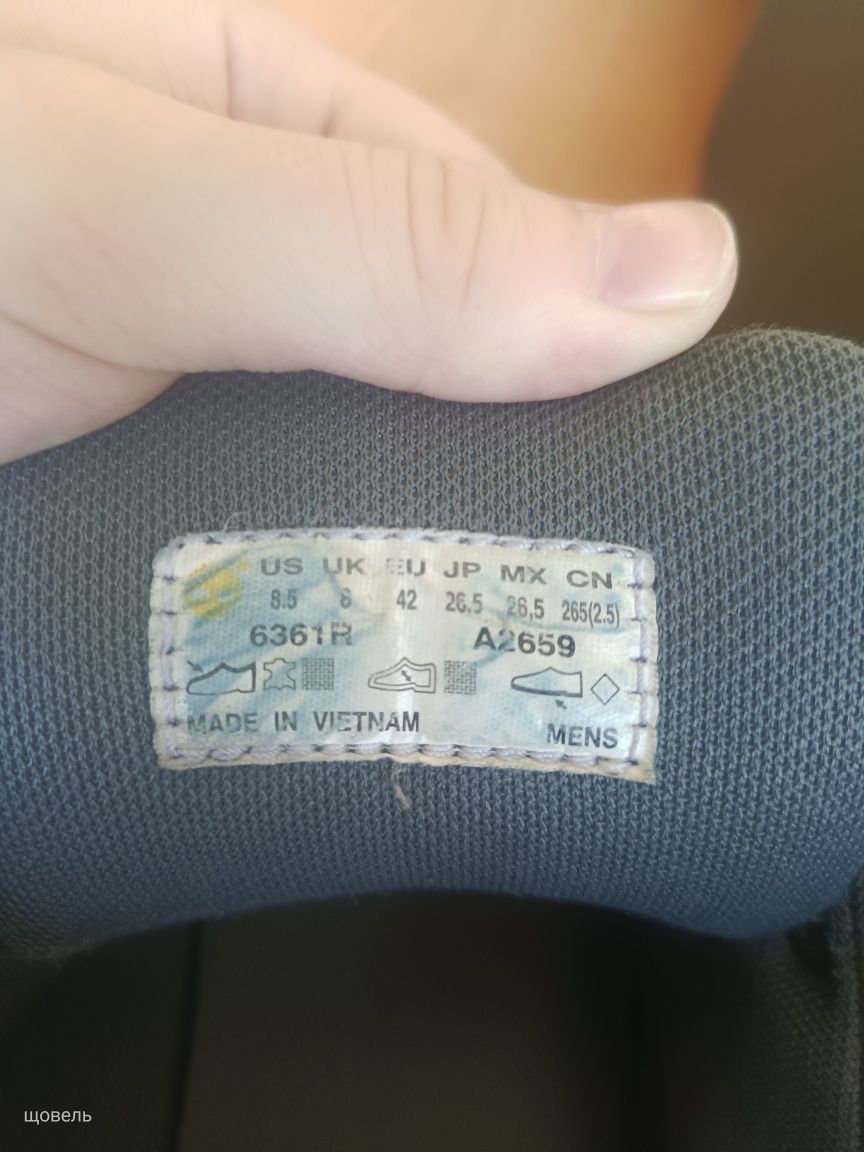 US UK EU JP MX CN
8.5 8 42 26.5 26,5 265(2.5)
6361R A2659
MADE IN VIETNAM MENS
щовель